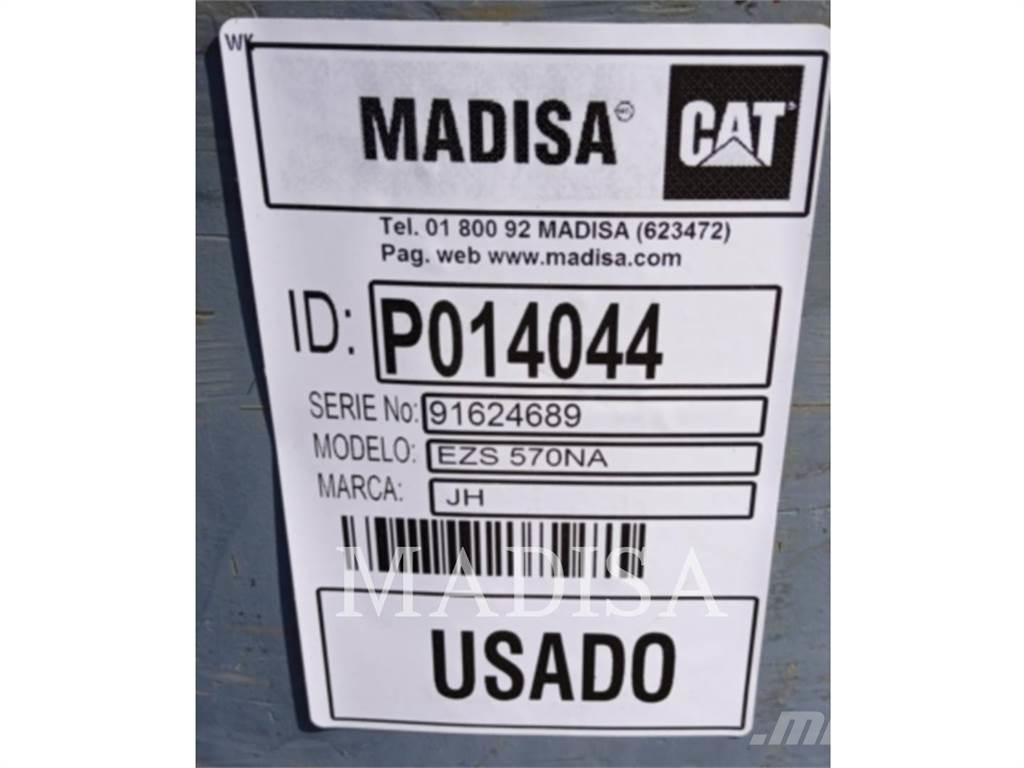 WK
MADISA
CAT
Tel. 01 800 92 MADISA (623472)
Pag. web www.madisa.com
ID: P014044
SERIE No: 91624689
MODELO: EZS 570NA
MARCA: JH
MADISA
USADO